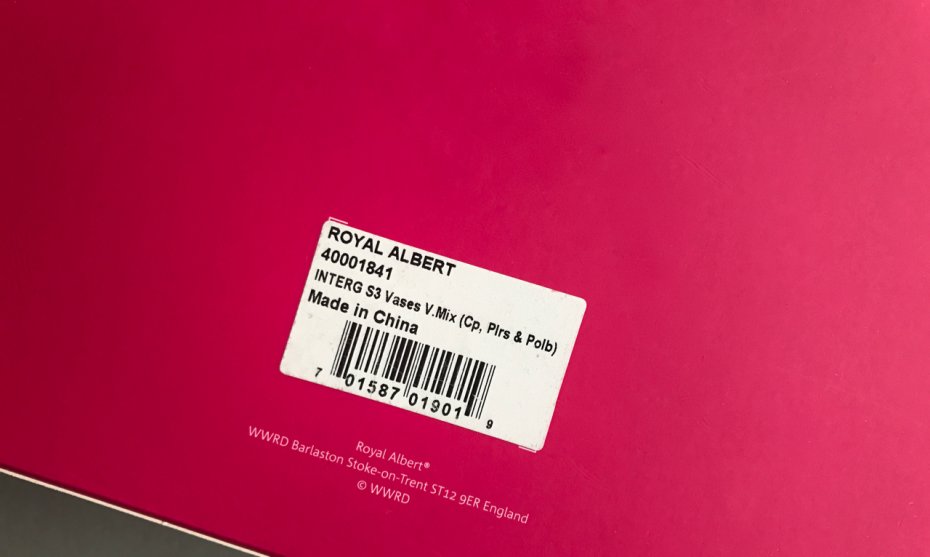 ROYAL ALBERT
40001841
INTERG S3 Vases V.Mix (Cp, Plrs & Polb)
Made in China
7 01587 01901 9
Royal Albert®
WWRD Barlaston Stoke-on-Trent ST12 9ER England
© WWRD